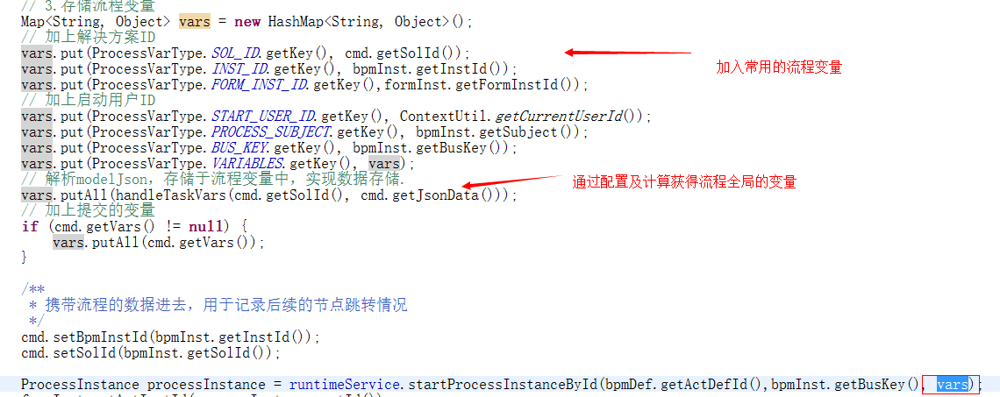 // 3.存储流程变量
Map<String, Object> vars = new HashMap<String, Object>();
// 加上解决方案ID
vars.put(ProcessVarType.SOL_ID.getKey(), cmd.getSolId());
vars.put(ProcessVarType.INST_ID.getKey(), bpmInst.getInstId());
加入常用的流程变量
vars.put(ProcessVarType.FORM_INST_ID.getKey(),formInst.getFormInstId());
// 加上启动用户ID
vars.put(ProcessVarType.START_USER_ID.getKey(), ContextUtil.getCurrentUserId());
vars.put(ProcessVarType.PROCESS_SUBJECT.getKey(), bpmInst.getSubject());
vars.put(ProcessVarType.BUS_KEY.getKey(), bpmInst.getBusKey());
vars.put(ProcessVarType.VARIABLES.getKey(), vars);
// 解析modelJson, 存储于流程变量中, 实现数据存储.
通过配置及计算获得流程全局的变量
vars.putAll(handleTaskVars(cmd.getSolId(), cmd.getJsonData()));
// 加上提交的变量
if (cmd.getVars() != null) {
vars.putAll(cmd.getVars());
}
/**
* 携带流程的数据进去, 用于记录后续的节点跳转情况
*/
cmd.setBpmInstId(bpmInst.getInstId());
cmd.setSolId(bpmInst.getSolId());
ProcessInstance processInstance = runtimeService.startProcessInstanceById(bpmDef.getActDefId(),bpmInst.getBusKey(), vars);